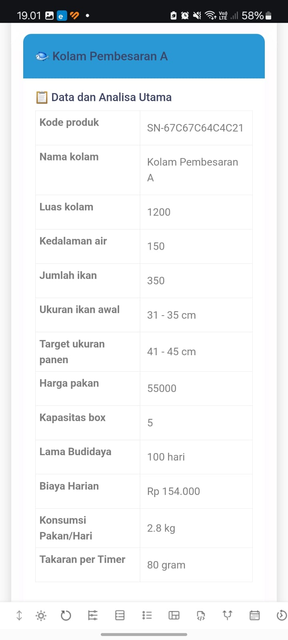 19.01
58%
Kolam Pembesaran A
Data dan Analisa Utama
Kode produk
SN-67C67C64C4C21
Nama kolam
Kolam Pembesaran
A
Luas kolam
1200
Kedalaman air
150
Jumlah ikan
350
Ukuran ikan awal
31 - 35 cm
Target ukuran
panen
41 - 45 cm
Harga pakan
55000
Kapasitas box
5
Lama Budidaya
100 hari
Biaya Harian
Rp 154.000
Konsumsi
Pakan/Hari
2.8 kg
Takaran per Timer
80 gram